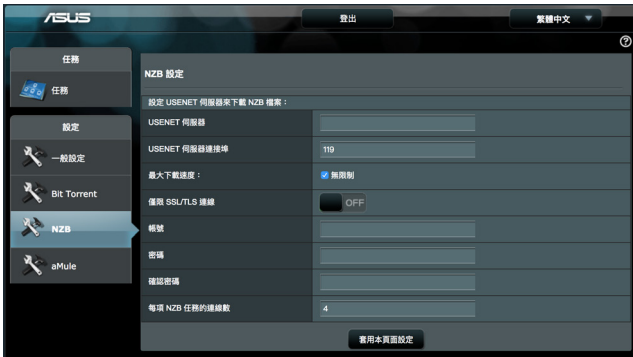 ASUS
登出
繁體中文
任務
任務
設定
一般設定
Bit Torrent
NZB
aMule
NZB 設定
設定 USENET 伺服器來下載 NZB 檔案：
USENET 伺服器
USENET 伺服器連接埠
119
最大下載速度：
無限制
僅限 SSL/TLS 連線
OFF
帳號
密碼
確認密碼
每項 NZB 任務的連線數
4
套用本頁面設定